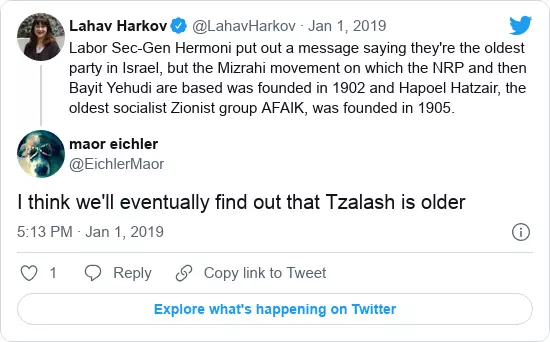 Lahav Harkov @LahavHarkov · Jan 1, 2019
Labor Sec-Gen Hermoni put out a message saying they're the oldest
party in Israel, but the Mizrahi movement on which the NRP and then
Bayit Yehudi are based was founded in 1902 and Hapoel Hatzair, the
oldest socialist Zionist group AFAIK, was founded in 1905.
maor eichler
@EichlerMaor
I think we'll eventually find out that Tzalash is older
5:13 PM · Jan 1, 2019
1 Reply Copy link to Tweet
Explore what's happening on Twitter